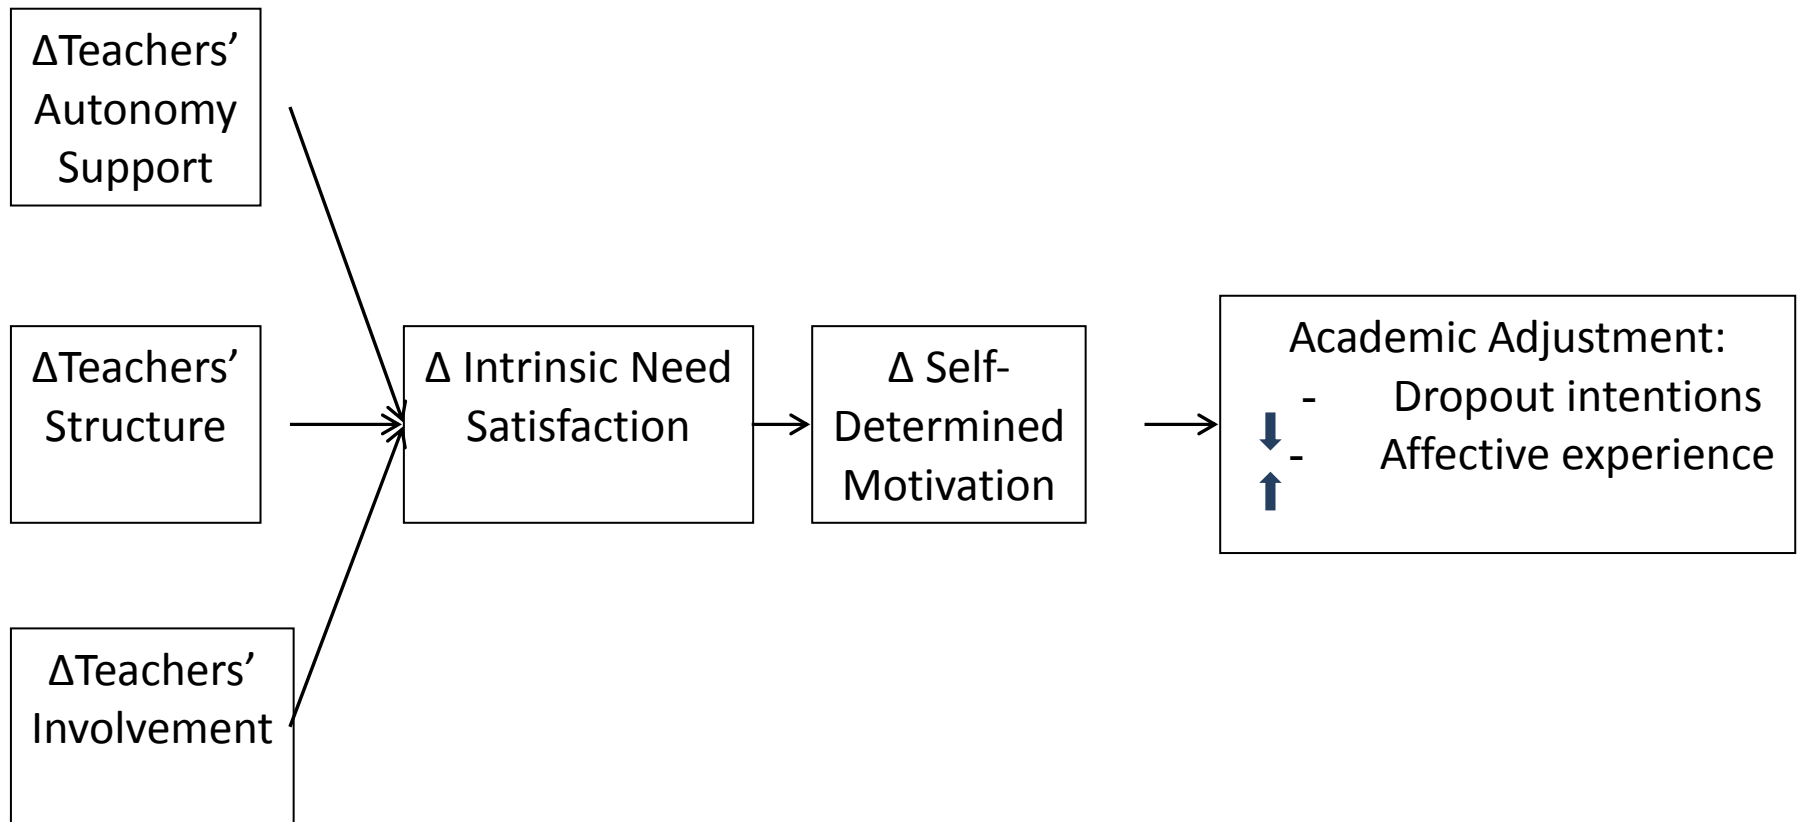 ΔTeachers’
Autonomy
Support
ΔTeachers’
Structure
ΔTeachers’
Involvement
Δ Intrinsic Need
Satisfaction
Δ Self-
Determined
Motivation
Academic Adjustment:
- Dropout intentions
- Affective experience